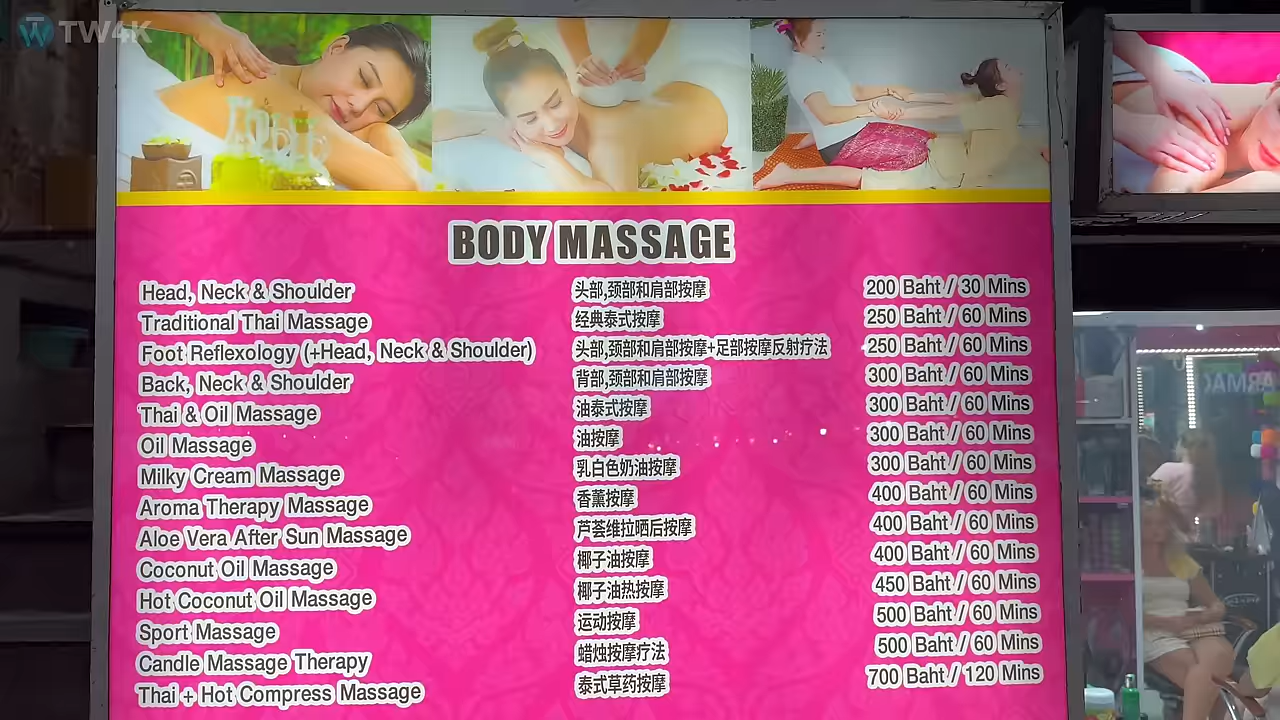 TW4K
BODY MASSAGE
Head, Neck & Shoulder 头部,颈部和肩部按摩 200 Baht / 30 Mins
Traditional Thai Massage 经典泰式按摩 250 Baht / 60 Mins
Foot Reflexology (+Head, Neck & Shoulder) 头部,颈部和肩部按摩+足部按摩反射疗法 250 Baht / 60 Mins
Back, Neck & Shoulder 背部,颈部和肩部按摩 300 Baht / 60 Mins
Thai & Oil Massage 油泰式按摩 300 Baht / 60 Mins
Oil Massage 油按摩 300 Baht / 60 Mins
Milky Cream Massage 乳白色奶油按摩 300 Baht / 60 Mins
Aroma Therapy Massage 香薰按摩 400 Baht / 60 Mins
Aloe Vera After Sun Massage 芦荟维拉晒后按摩 400 Baht / 60 Mins
Coconut Oil Massage 椰子油按摩 400 Baht / 60 Mins
Hot Coconut Oil Massage 椰子油热按摩 450 Baht / 60 Mins
Sport Massage 运动按摩 500 Baht / 60 Mins
Candle Massage Therapy 蜡烛按摩疗法 500 Baht / 60 Mins
Thai + Hot Compress Massage 泰式草药按摩 700 Baht / 120 Mins